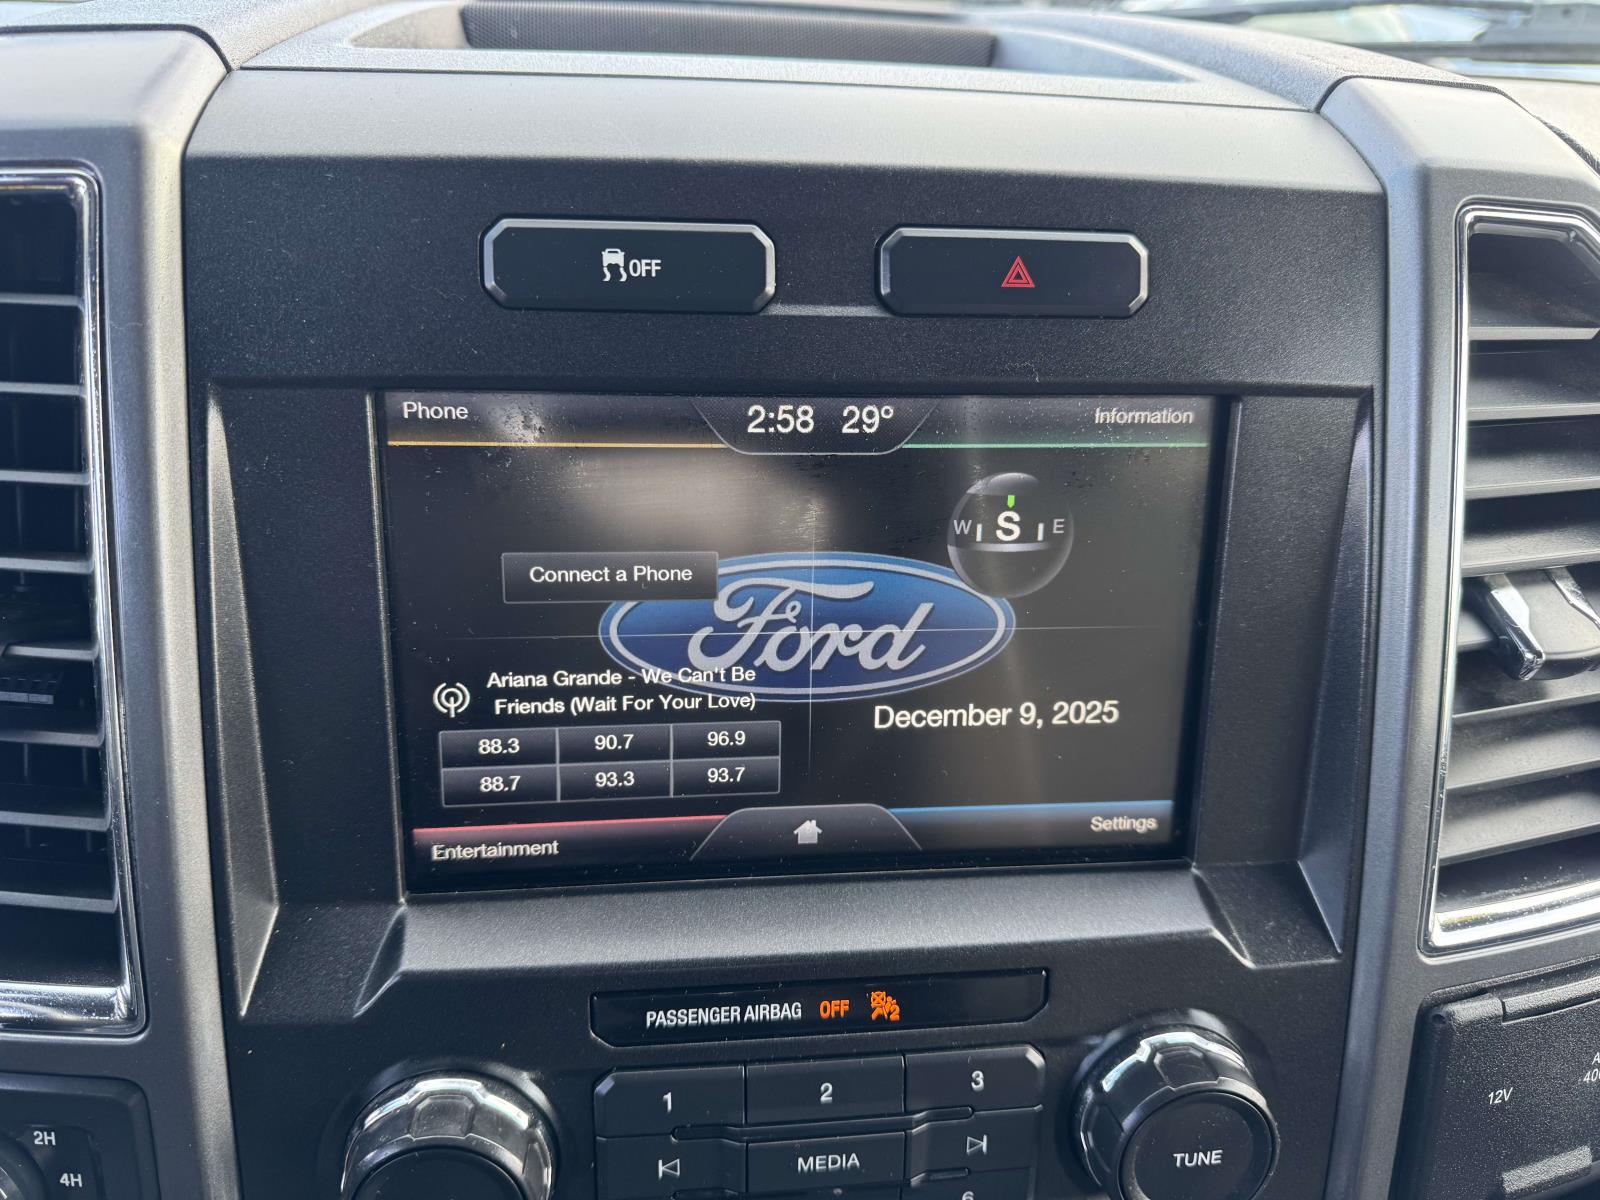 OFF
Phone
2:58 29°
Information
W S E
Connect a Phone
Ford
Ariana Grande - We Can't Be
Friends (Wait For Your Love)
December 9, 2025
88.3 90.7 96.9
88.7 93.3 93.7
Entertainment
Settings
PASSENGER AIRBAG OFF 2
1 2 3
MEDIA
6
TUNE
2H
4H
12V